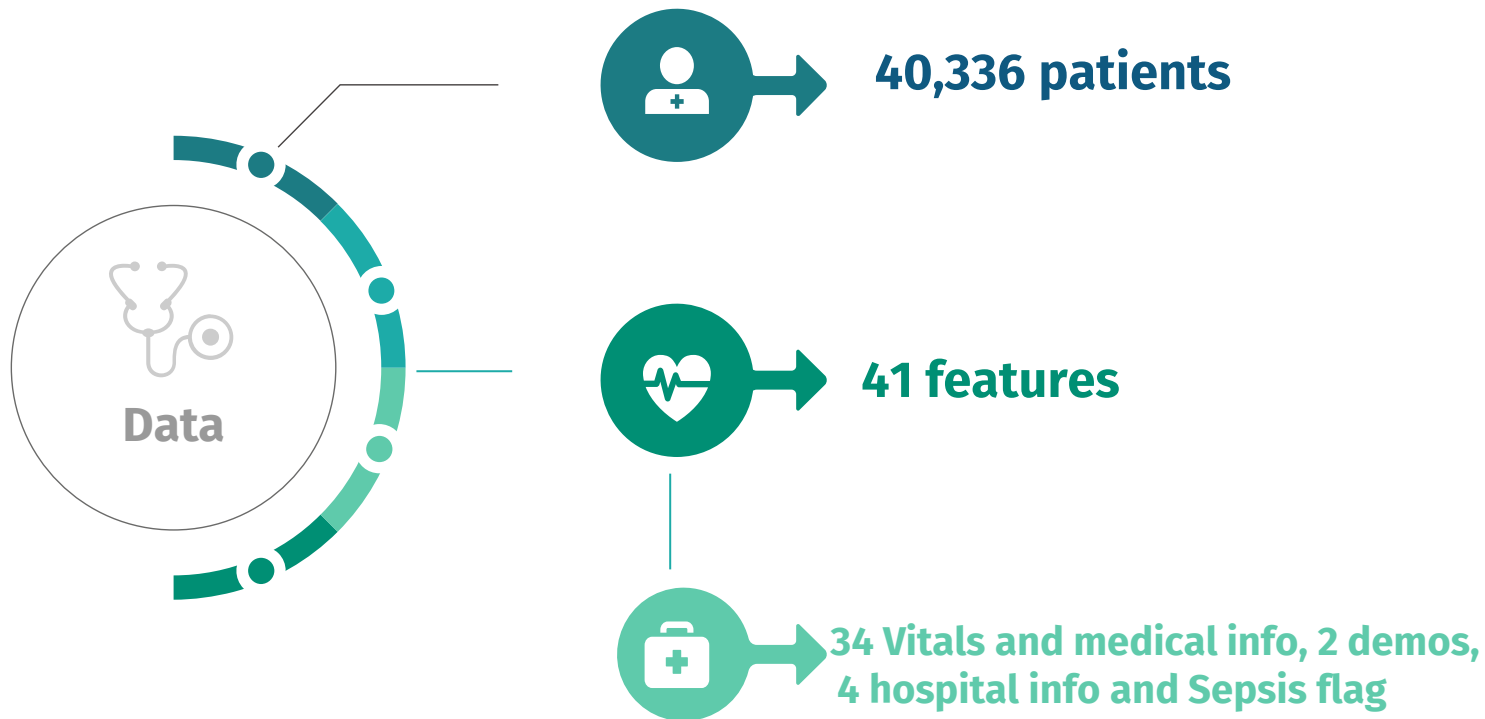 40,336 patients
Data
41 features
34 Vitals and medical info, 2 demos,
4 hospital info and Sepsis flag